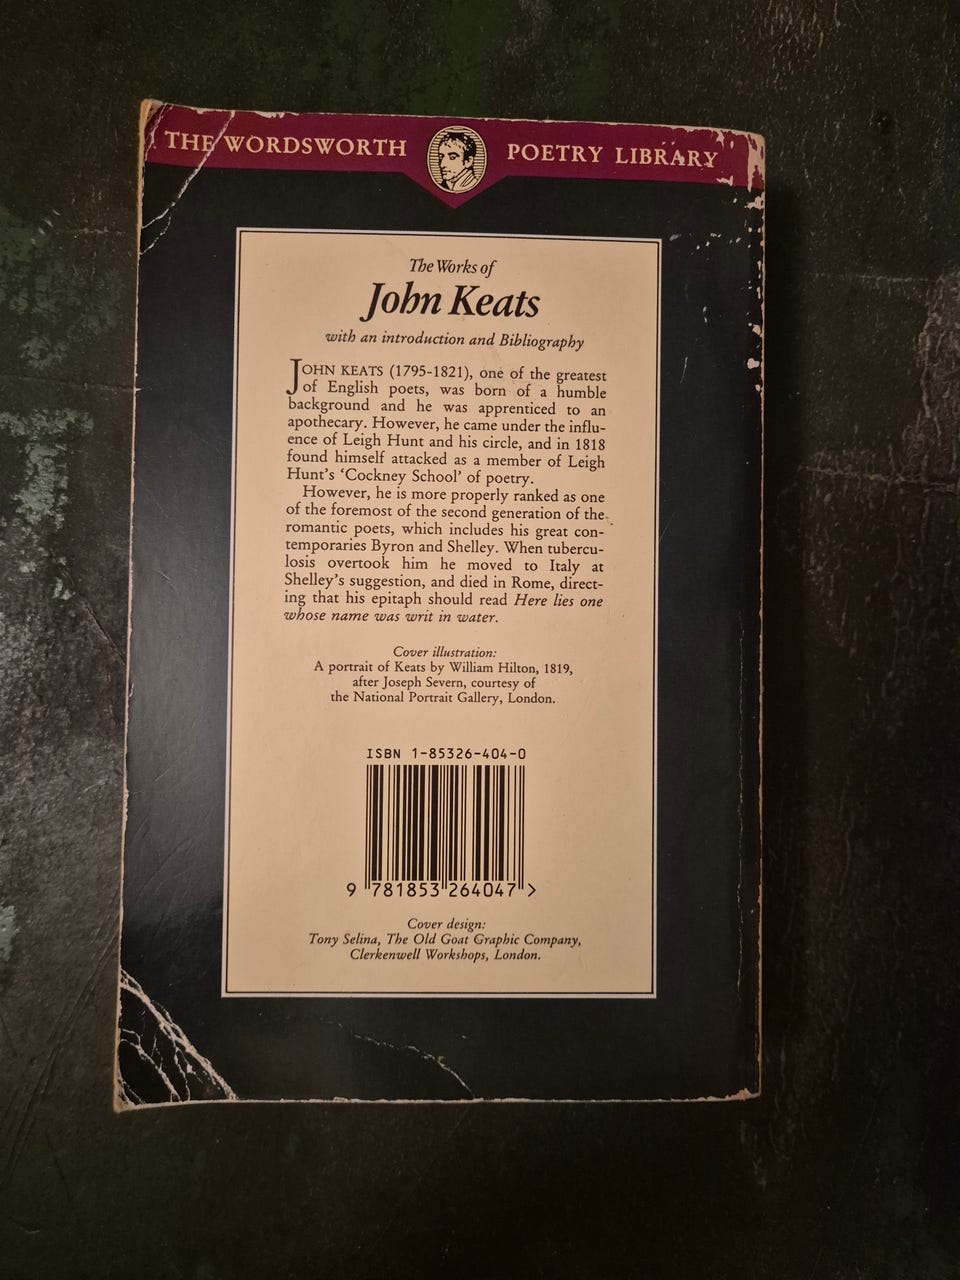 THE WORDSWORTH POETRY LIBRARY
The Works of
John Keats
with an introduction and Bibliography
JOHN KEATS (1795-1821), one of the greatest
of English poets, was born of a humble
background and he was apprenticed to an
apothecary. However, he came under the influ-
ence of Leigh Hunt and his circle, and in 1818
found himself attacked as a member of Leigh
Hunt's ‘Cockney School’ of poetry.
However, he is more properly ranked as one
of the foremost of the second generation of the
romantic poets, which includes his great con-
temporaries Byron and Shelley. When tubercu-
losis overtook him he moved to Italy at
Shelley's suggestion, and died in Rome, direct-
ing that his epitaph should read Here lies one
whose name was writ in water.
Cover illustration:
A portrait of Keats by William Hilton, 1819,
after Joseph Severn, courtesy of
the National Portrait Gallery, London.
ISBN 1-85326-404-0
9 781853 264047 >
Cover design:
Tony Selina, The Old Goat Graphic Company,
Clerkenwell Workshops, London.